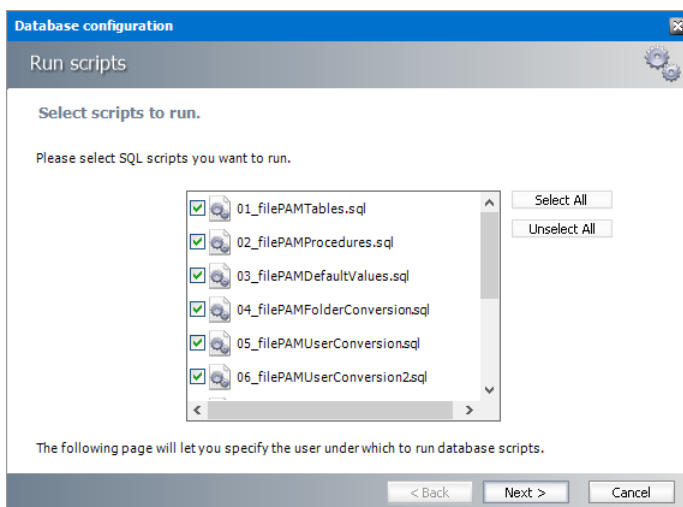 Database configuration
Run scripts
Select scripts to run.
Please select SQL scripts you want to run.
01_filePAMTables.sql
Select All
02_filePAMProcedures.sql
Unselect All
03_filePAMDefaultValues.sql
04_filePAMFolderConversion.sql
05_filePAMUserConversion.sql
06_filePAMUserConversion2.sql
The following page will let you specify the user under which to run database scripts.
< Back Next > Cancel